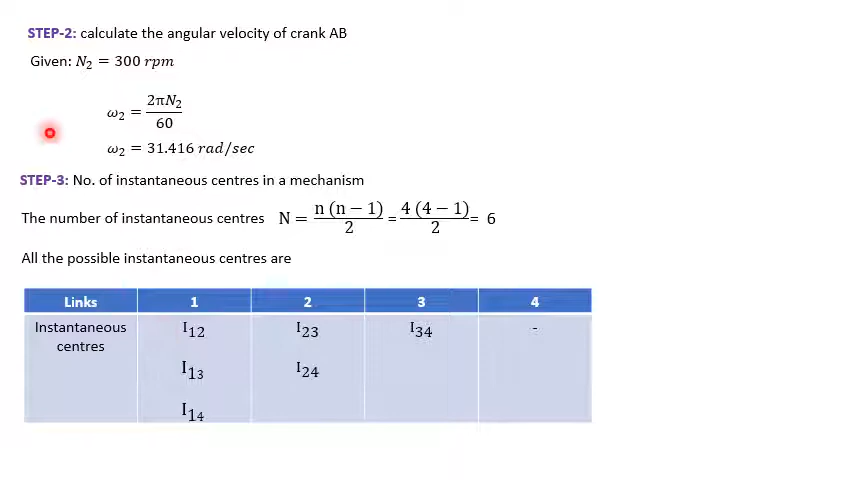 STEP-2: calculate the angular velocity of crank AB
Given: N₂ = 300 rpm
ω₂ = 2πN₂ / 60
ω₂ = 31.416 rad/sec
STEP-3: No. of instantaneous centres in a mechanism
The number of instantaneous centres N = n (n − 1) / 2 = 4 (4 − 1) / 2 = 6
All the possible instantaneous centres are
Links 1 2 3 4
Instantaneous centres I₁₂ I₂₃ I₃₄ -
I₁₃ I₂₄
I₁₄